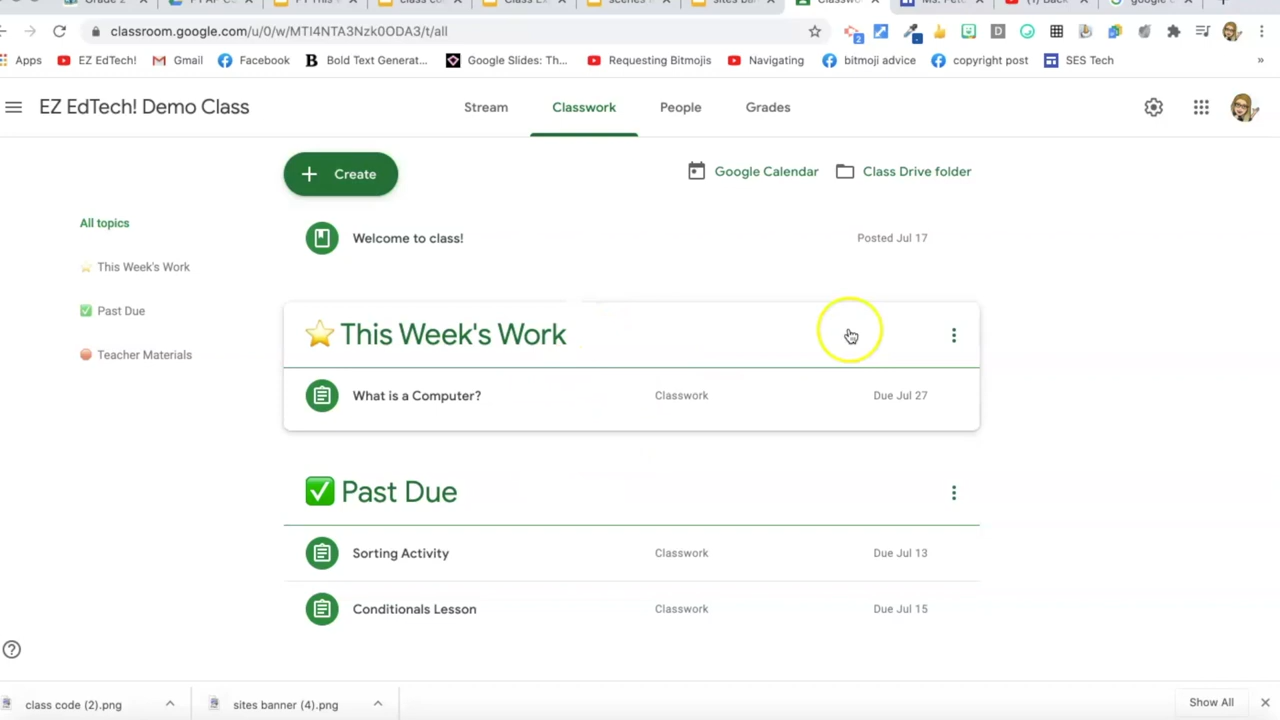 Grade 2
classroom.google.com/u/0/w/MTI4NTA3Nzk0ODA3/t/all
2
Apps EZ EdTech! Gmail Facebook Bold Text Generat... Google Slides: Th... Requesting Bitmojis Navigating bitmoji advice copyright post SES Tech »
EZ EdTech! Demo Class
Stream Classwork People Grades
Create
Google Calendar Class Drive folder
All topics
Welcome to class! Posted Jul 17
This Week's Work
Past Due
Teacher Materials
This Week's Work
What is a Computer? Classwork Due Jul 27
Past Due
Sorting Activity Classwork Due Jul 13
Conditionals Lesson Classwork Due Jul 15
class code (2).png sites banner (4).png Show All